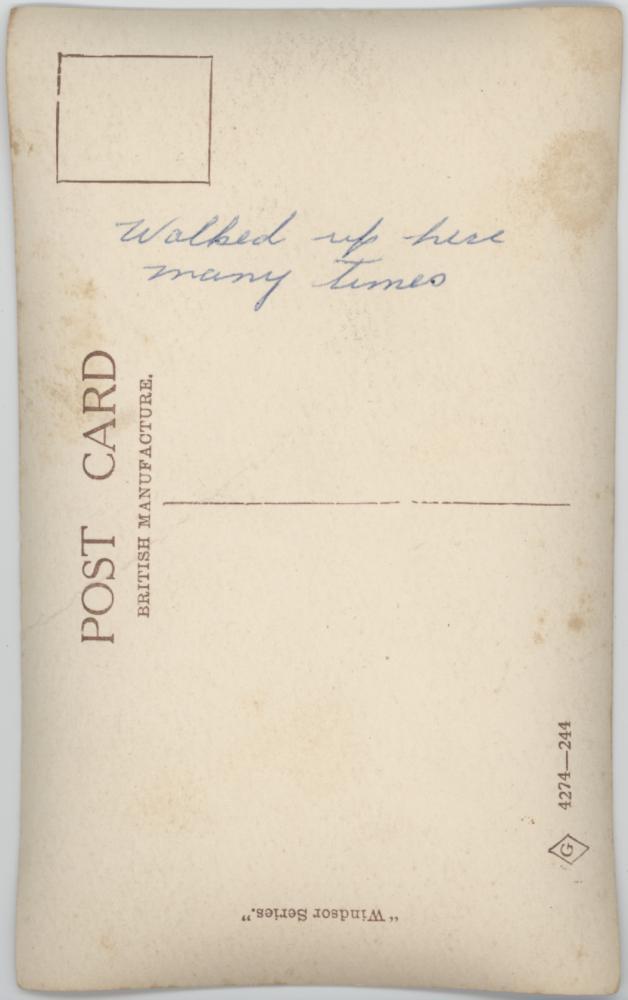 Walked up here
many times
POST CARD
BRITISH MANUFACTURE.
4274—244
G
"Windsor Series."